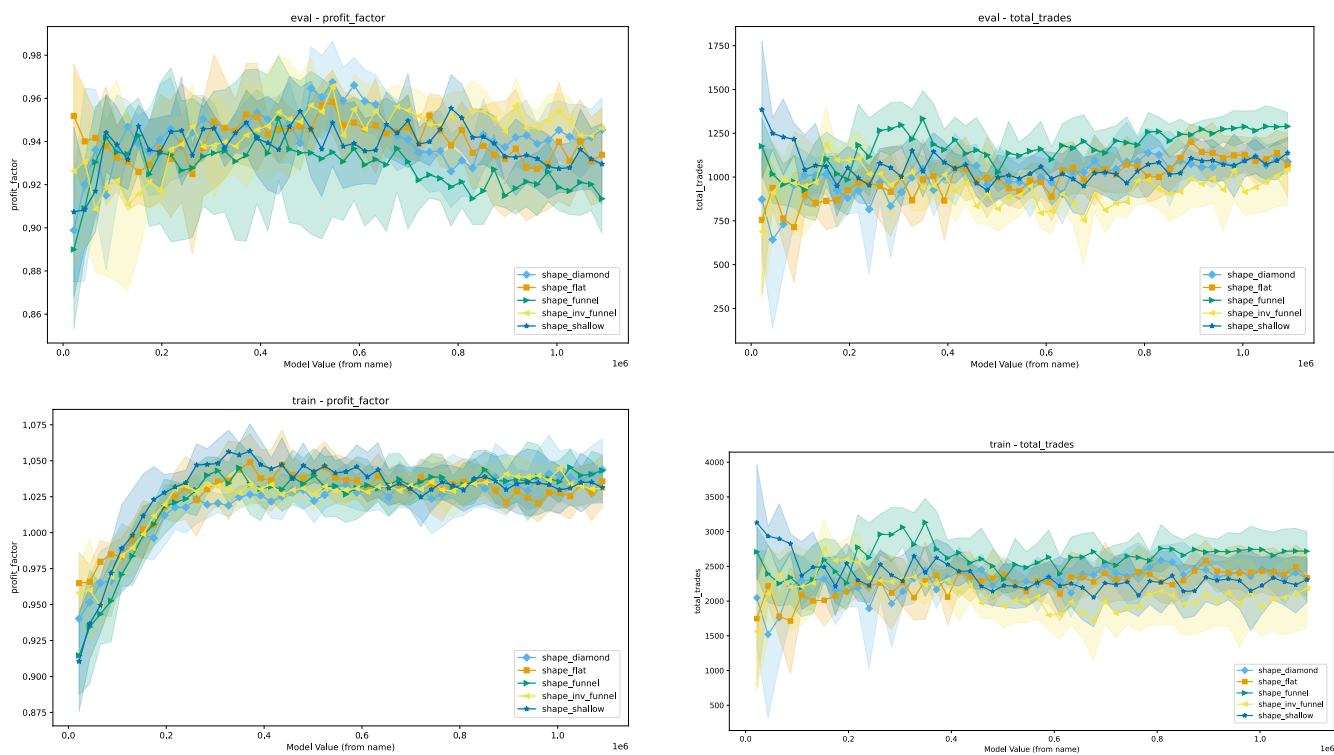 eval - profit_factor
profit_factor
0.98
0.96
0.94
0.92
0.90
0.88
0.86
shape_diamond
shape_flat
shape_funnel
shape_inv_funnel
shape_shallow
0.0
0.2
0.4
0.6
0.8
1.0
1e6
Model Value (from name)
eval - total_trades
total_trades
1750
1500
1250
1000
750
500
250
shape_diamond
shape_flat
shape_funnel
shape_inv_funnel
shape_shallow
0.0
0.2
0.4
0.6
0.8
1.0
1e6
Model Value (from name)
train - profit_factor
profit_factor
1,075
1,050
1,025
1,000
0.975
0.950
0.925
0.900
0.875
shape_diamond
shape_flat
shape_funnel
shape_inv_funnel
shape_shallow
0.0
0.2
0.4
0.6
0.8
1.0
1e6
Model Value (from name)
train - total_trades
total_trades
4000
3500
3000
2500
2000
1500
1000
500
shape_diamond
shape_flat
shape_funnel
shape_inv_funnel
shape_shallow
0.0
0.2
0.4
0.6
0.8
1.0
1e6
Model Value (from name)